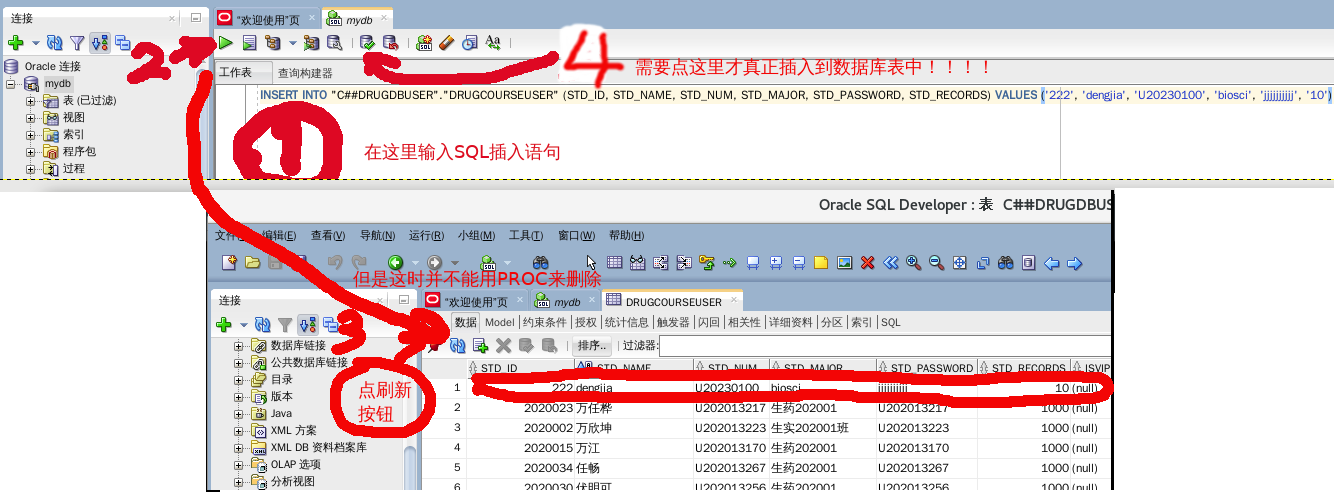 连接
"欢迎使用"页
mydb
2
4
需要点这里才真正插入到数据库表中！！！！
Oracle 连接
mydb
表 (已过滤)
视图
索引
程序包
过程
工作表
查询构建器
INSERT INTO "C##DRUGDBUSER"."DRUGCOURSEUSER" (STD_ID, STD_NAME, STD_NUM, STD_MAJOR, STD_PASSWORD, STD_RECORDS) VALUES ('222', 'dengjia', 'U20230100', 'biosci', 'jjjjjjjjjj', '10')
1
在这里输入SQL插入语句
Oracle SQL Developer : 表 C##DRUGDBUS
编辑(E) 查看(V) 导航(N) 运行(R) 小组(M) 工具(T) 窗口(W) 帮助(H)
但是这时并不能用PROC来删除
连接
"欢迎使用"页
mydb
DRUGCOURSEUSER
3
数据 Model 约束条件 授权 统计信息 触发器 闪回 相关性 详细资料 分区 索引 SQL
排序.. 过滤器:
数据库链接
公共数据库链接
目录
版本
Java
XML 方案
XML DB 资料档案库
OLAP 选项
分析视图
点刷新
按钮
STD_ID STD_NAME STD_NUM STD_MAJOR STD_PASSWORD STD_RECORDS ISVIP
1 222 dengjia U20230100 biosci jjjjjjjjjj 10 (null)
2 2020023 万任桦 U202013217 生药202001 U202013217 1000 (null)
3 2020002 万欣坤 U202013223 生实202001班 U202013223 1000 (null)
4 2020015 万江 U202013170 生药202001 U202013170 1000 (null)
5 2020034 任畅 U202013267 生药202001 U202013267 1000 (null)
6 2020030 伏明可 U202013256 生药202001 U202013256 1000 (null)